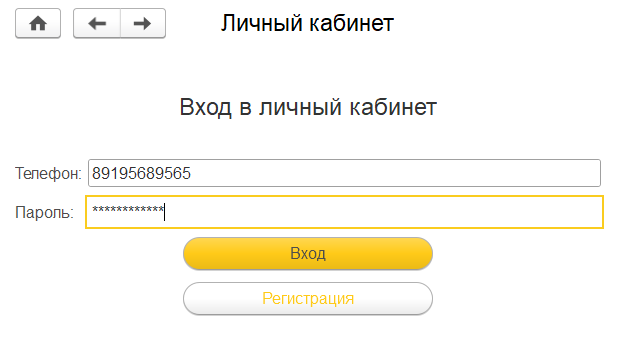 Личный кабинет
Вход в личный кабинет
Телефон: 89195689565
Пароль: ************
Вход
Регистрация